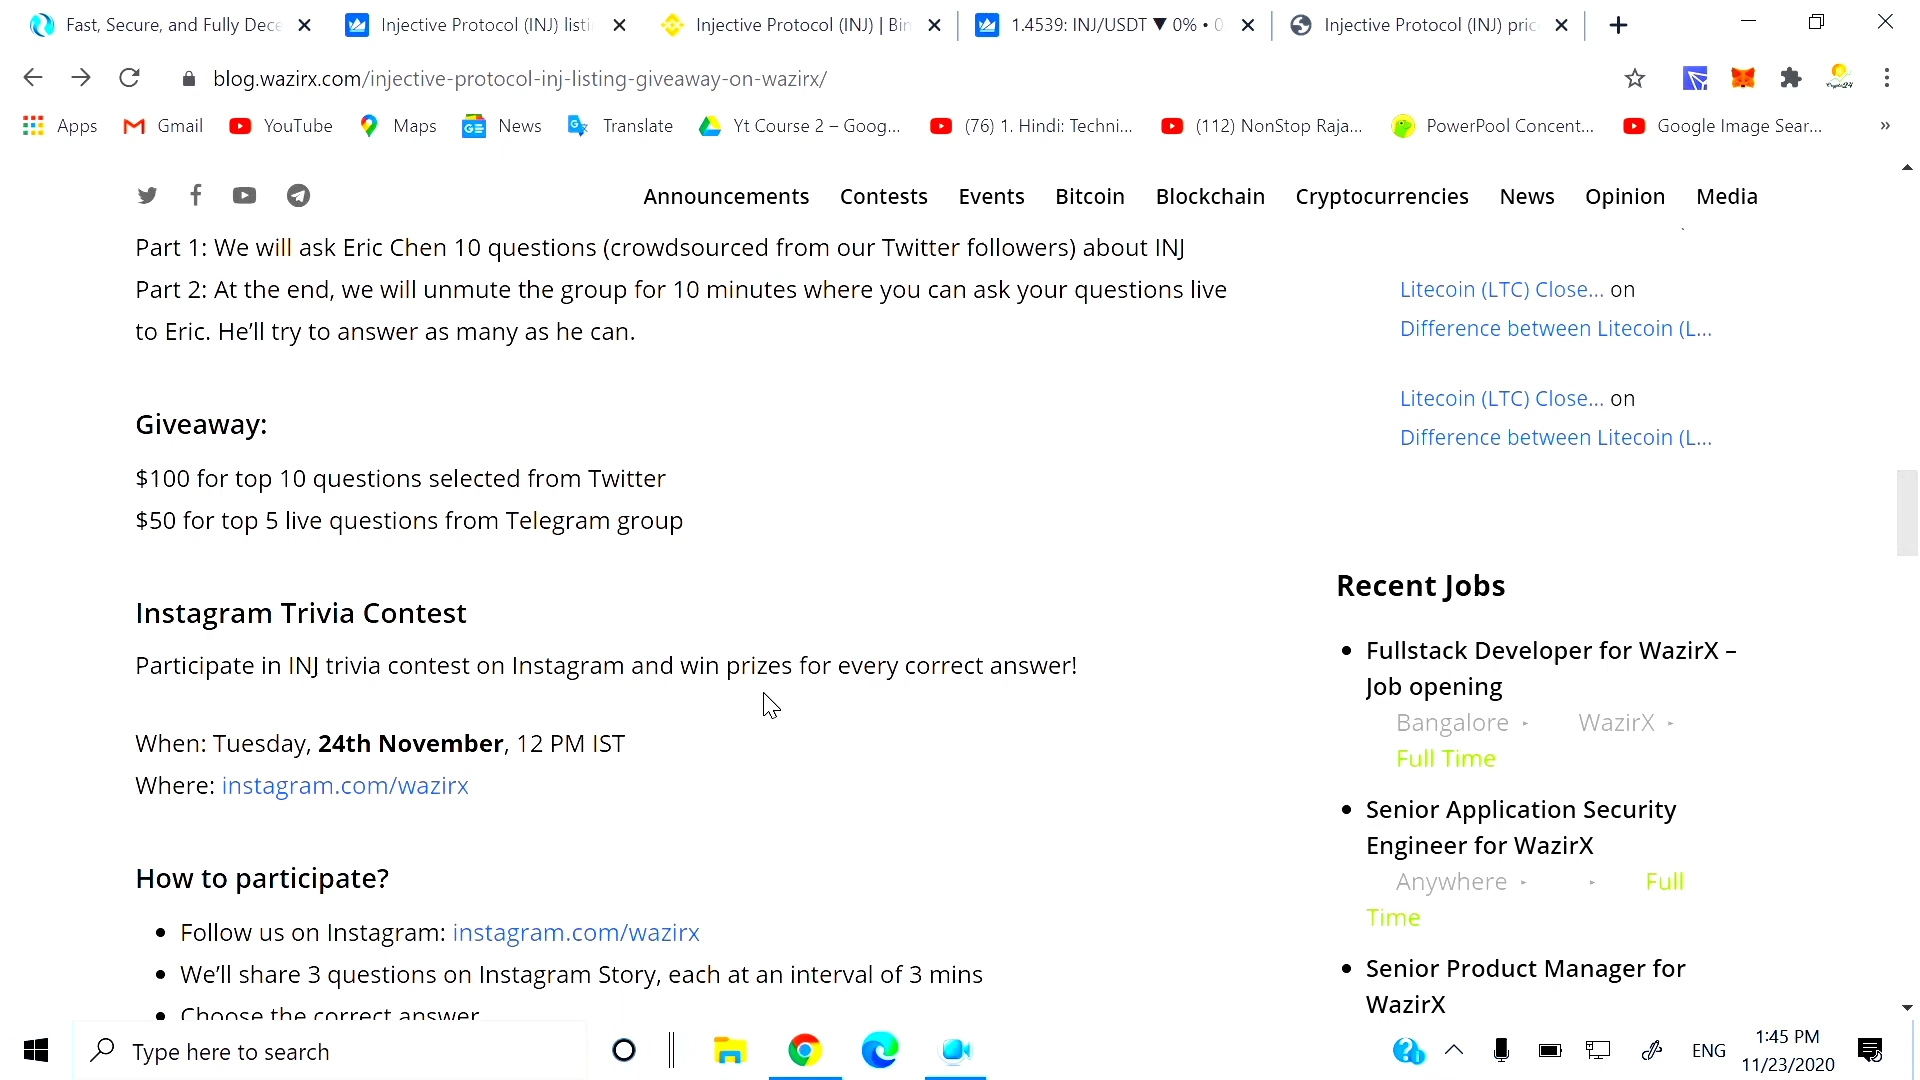 Fast, Secure, and Fully Dece
Injective Protocol (INJ) listi
Injective Protocol (INJ) | Bin
1.4539: INJ/USDT ▼ 0% • 0
Injective Protocol (INJ) pric
blog.wazirx.com/injective-protocol-inj-listing-giveaway-on-wazirx/
Apps
Gmail
YouTube
Maps
News
Translate
Yt Course 2 – Goog...
(76) 1. Hindi: Techni...
(112) NonStop Raja...
PowerPool Concent...
Google Image Sear...
»
Announcements Contests Events Bitcoin Blockchain Cryptocurrencies News Opinion Media
Part 1: We will ask Eric Chen 10 questions (crowdsourced from our Twitter followers) about INJ
Part 2: At the end, we will unmute the group for 10 minutes where you can ask your questions live
to Eric. He’ll try to answer as many as he can.
Giveaway:
$100 for top 10 questions selected from Twitter
$50 for top 5 live questions from Telegram group
Instagram Trivia Contest
Participate in INJ trivia contest on Instagram and win prizes for every correct answer!
When: Tuesday, 24th November, 12 PM IST
Where: instagram.com/wazirx
How to participate?
• Follow us on Instagram: instagram.com/wazirx
• We’ll share 3 questions on Instagram Story, each at an interval of 3 mins
• Choose the correct answer
Litecoin (LTC) Close... on
Difference between Litecoin (L...
Litecoin (LTC) Close... on
Difference between Litecoin (L...
Recent Jobs
• Fullstack Developer for WazirX –
Job opening
Bangalore WazirX
Full Time
• Senior Application Security
Engineer for WazirX
Anywhere Full
Time
• Senior Product Manager for
WazirX
Type here to search
ENG
1:45 PM
11/23/2020